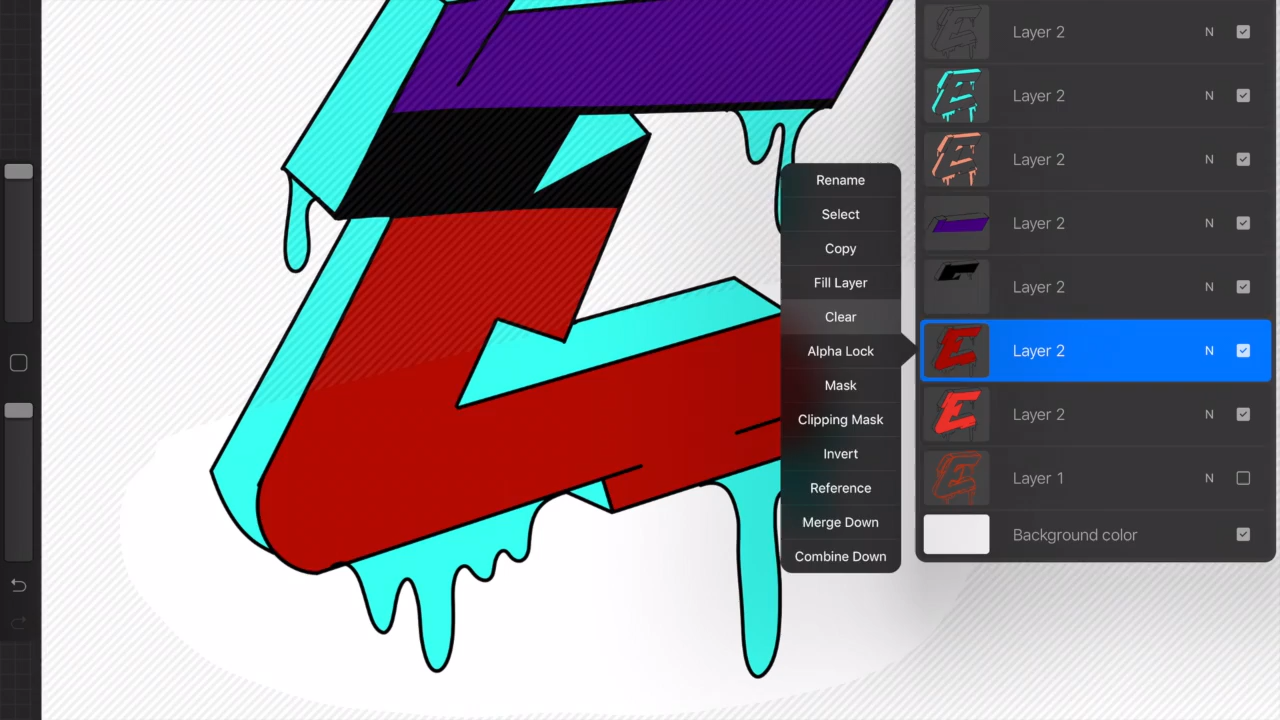 Layer 2 N
Layer 2 N
Layer 2 N
Layer 2 N
Layer 2 N
Layer 2 N
Layer 2 N
Layer 1 N
Background color
Rename
Select
Copy
Fill Layer
Clear
Alpha Lock
Mask
Clipping Mask
Invert
Reference
Merge Down
Combine Down